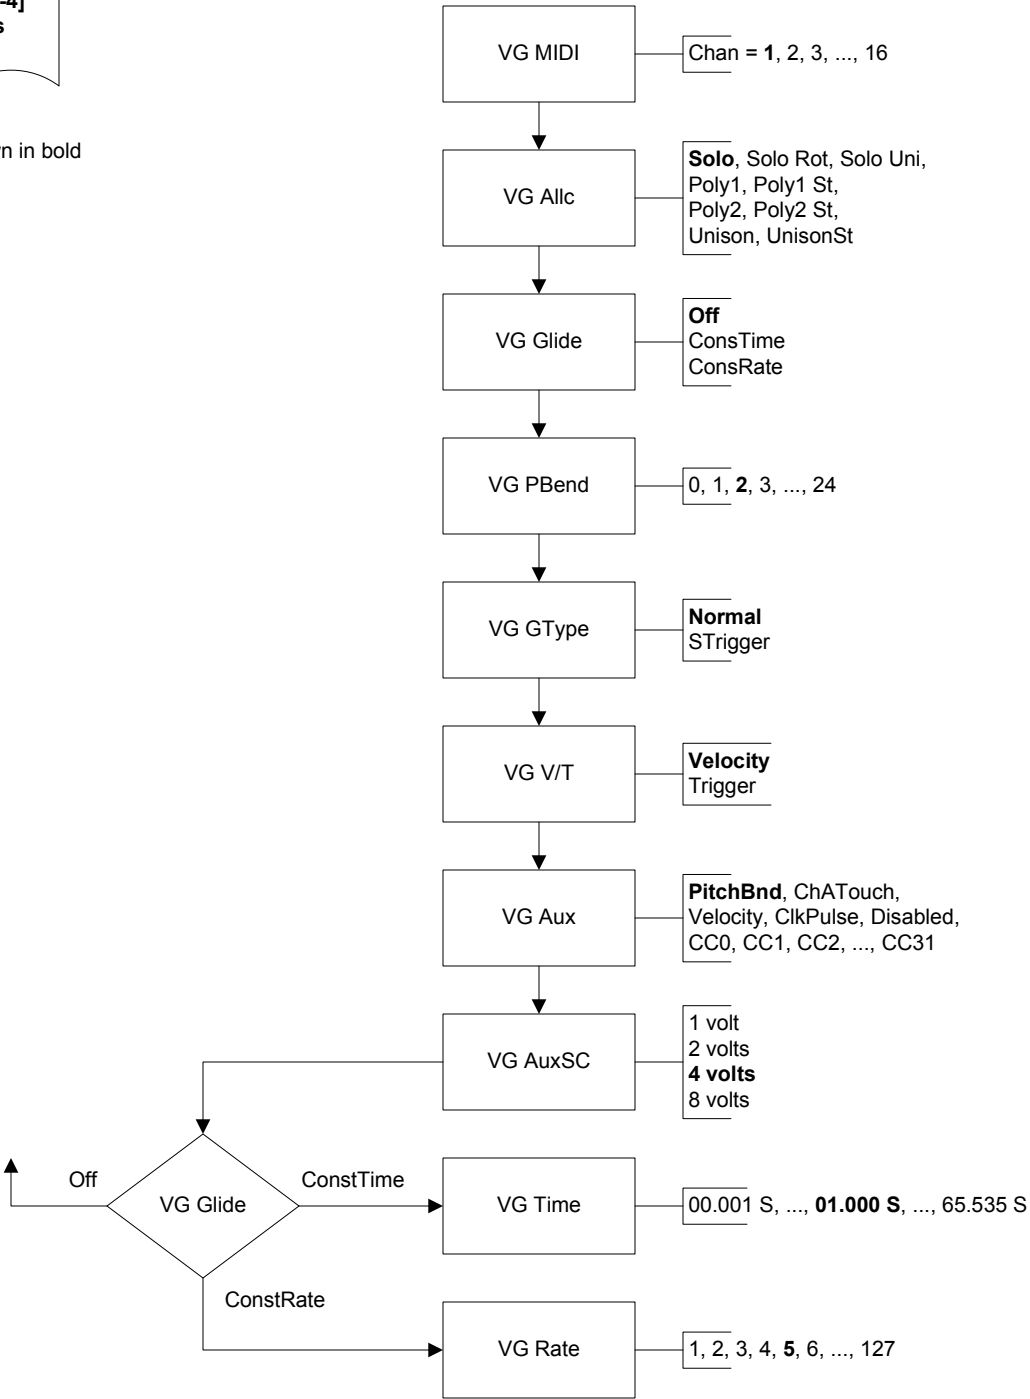 -4]
s
n in bold
VG MIDI
Chan = 1, 2, 3, ..., 16
VG Allc
Solo, Solo Rot, Solo Uni,
Poly1, Poly1 St,
Poly2, Poly2 St,
Unison, UnisonSt
VG Glide
Off
ConsTime
ConsRate
VG PBend
0, 1, 2, 3, ..., 24
VG GType
Normal
STrigger
VG V/T
Velocity
Trigger
VG Aux
PitchBnd, ChATouch,
Velocity, ClkPulse, Disabled,
CC0, CC1, CC2, ..., CC31
VG AuxSC
1 volt
2 volts
4 volts
8 volts
Off
VG Glide
ConstTime
VG Time
00.001 S, ..., 01.000 S, ..., 65.535 S
ConstRate
VG Rate
1, 2, 3, 4, 5, 6, ..., 127